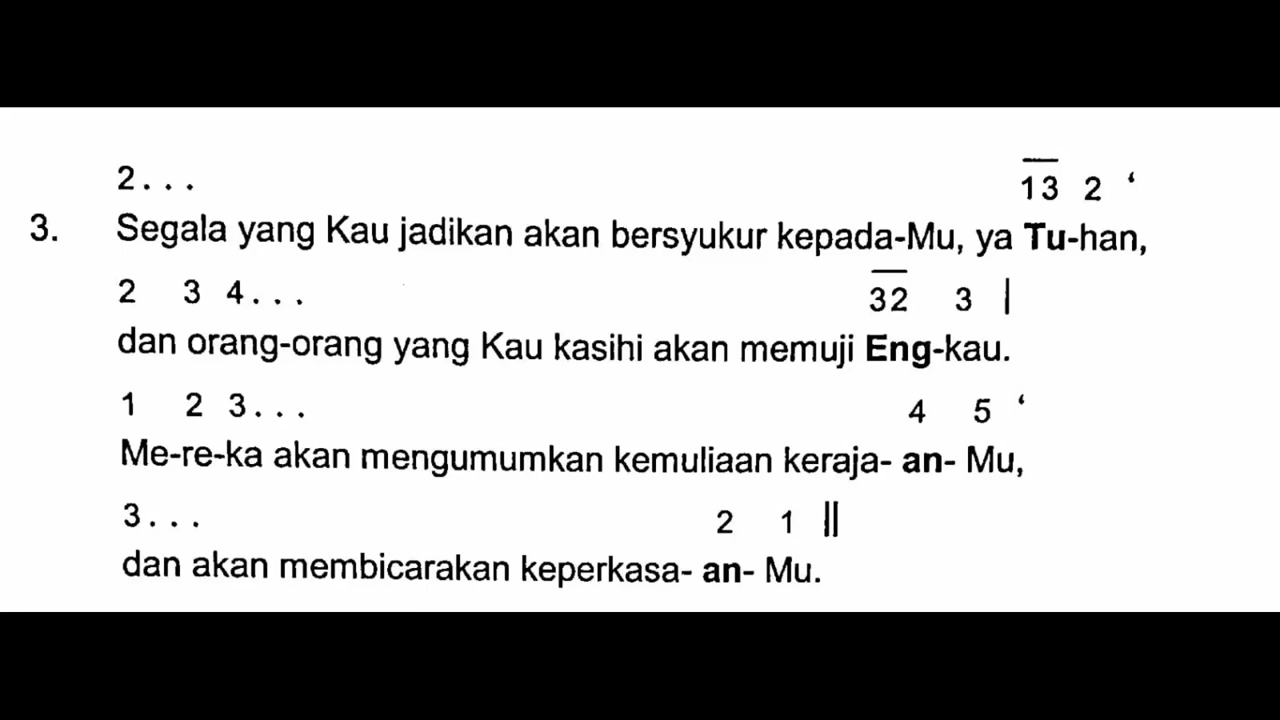 2... 13 2 ‘
3. Segala yang Kau jadikan akan bersyukur kepada-Mu, ya Tu-han,
2 3 4... 32 3 |
dan orang-orang yang Kau kasihi akan memuji Eng-kau.
1 2 3... 4 5 ‘
Me-re-ka akan mengumumkan kemuliaan keraja- an- Mu,
3... 2 1 ||
dan akan membicarakan keperkasa- an- Mu.